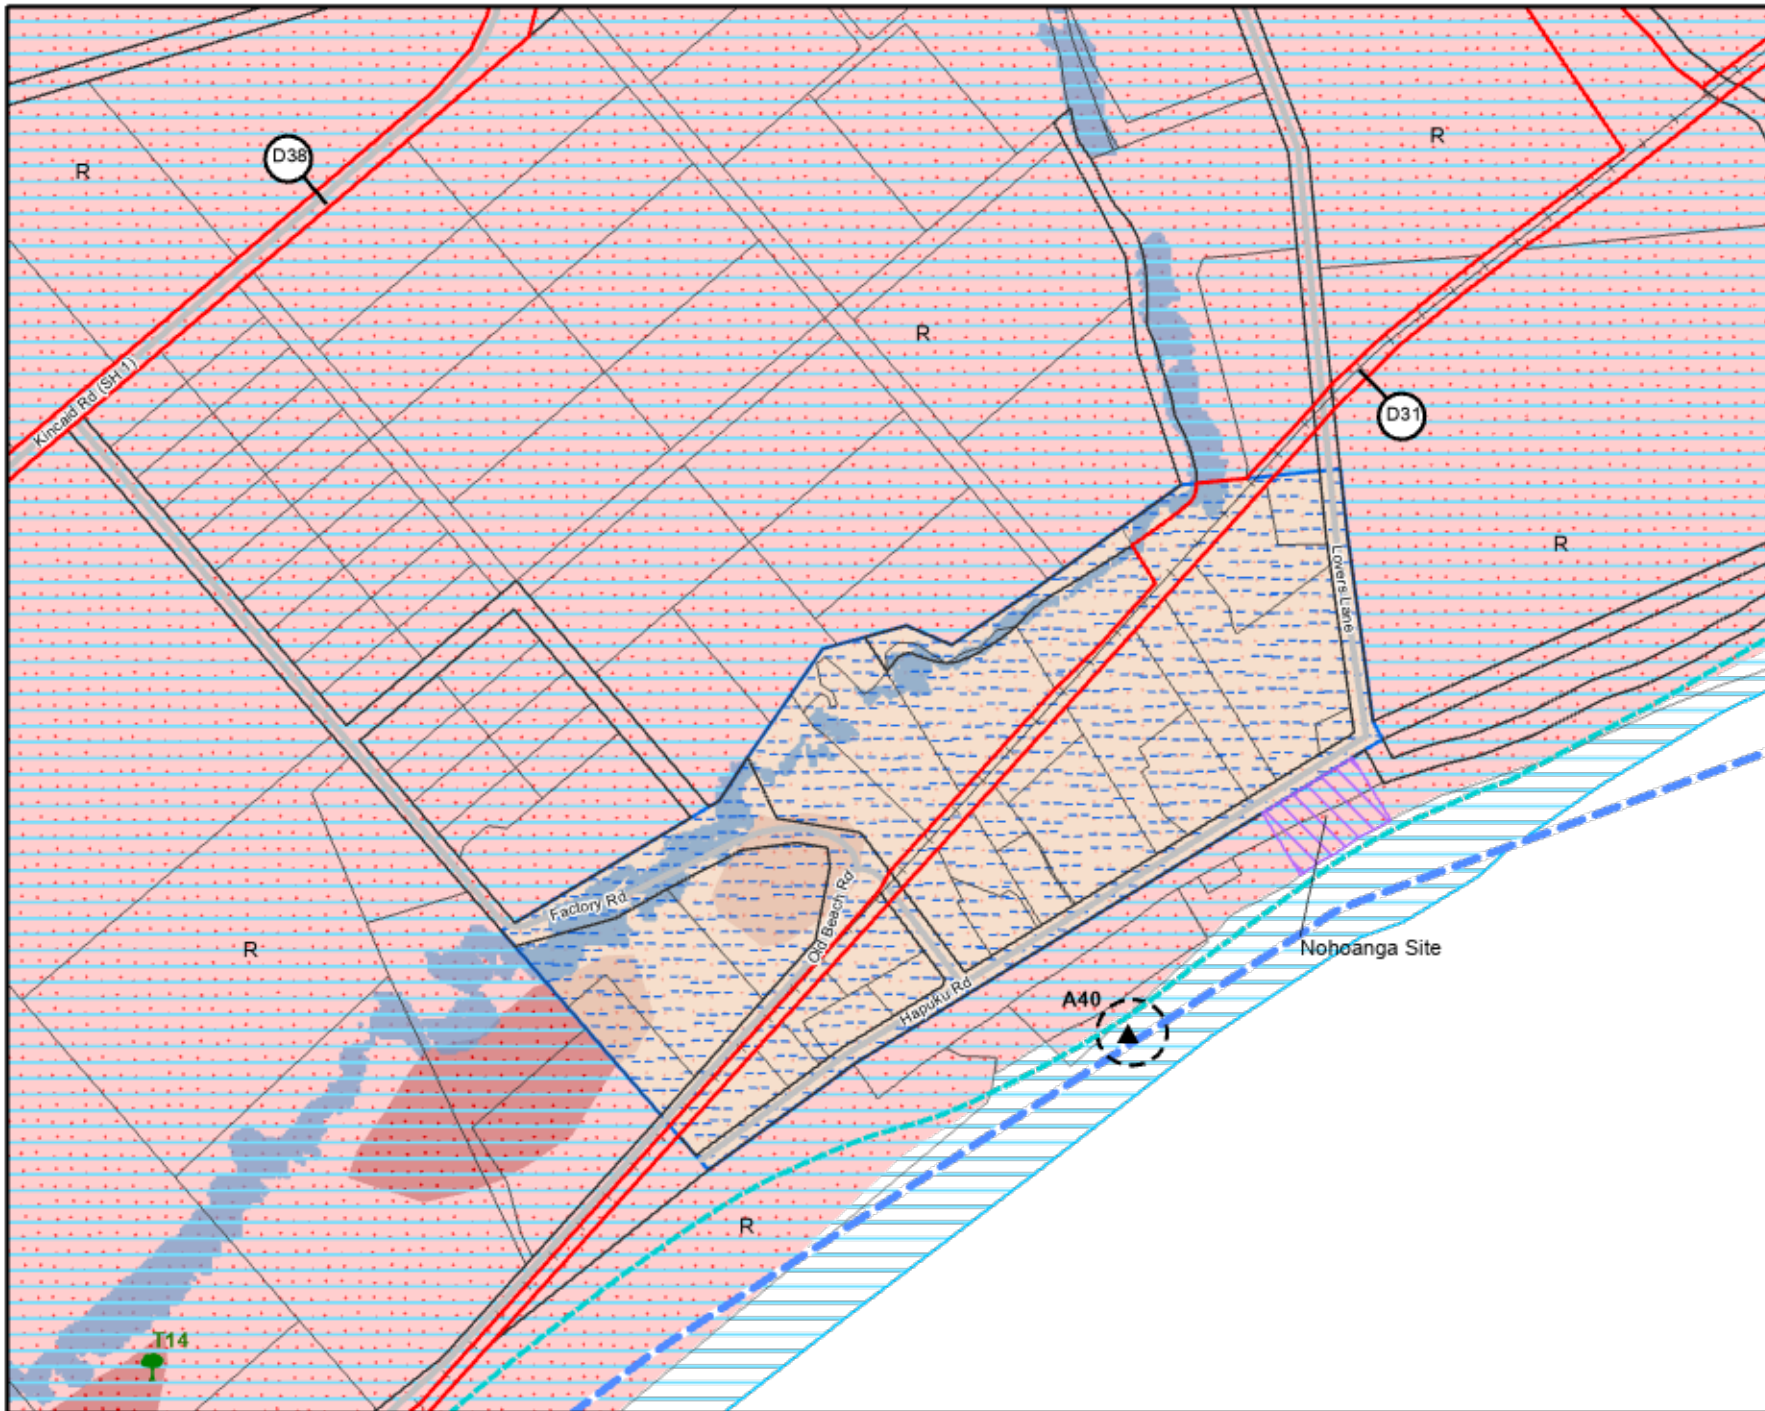 R
D38
R
R
Kincaid Rd (SH 1)
D31
R
Lovers Lane
Factory Rd
Old Beach Rd
R
Nohoanga Site
Hapuku Rd
A40
R
T14